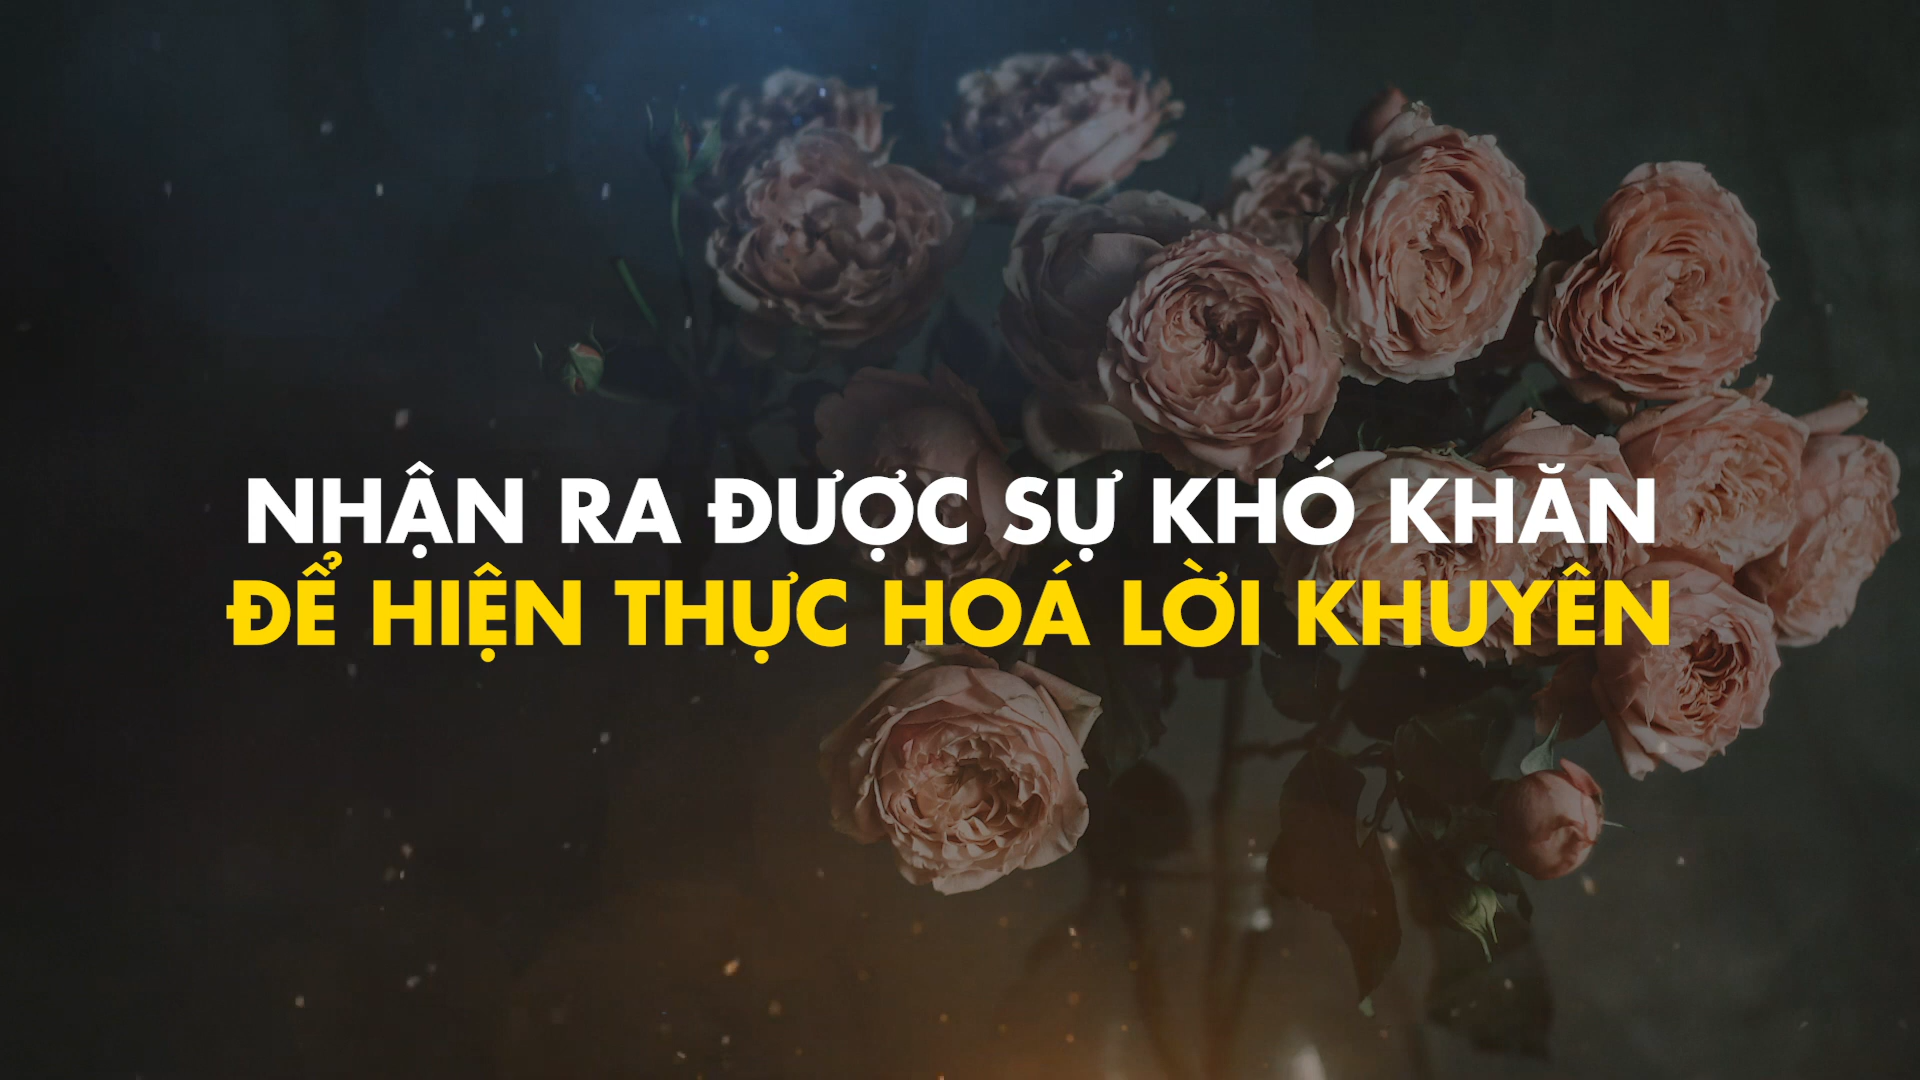 NHẬN RA ĐƯỢC SỰ KHÓ KHĂN
ĐỂ HIỆN THỰC HOÁ LỜI KHUYÊN